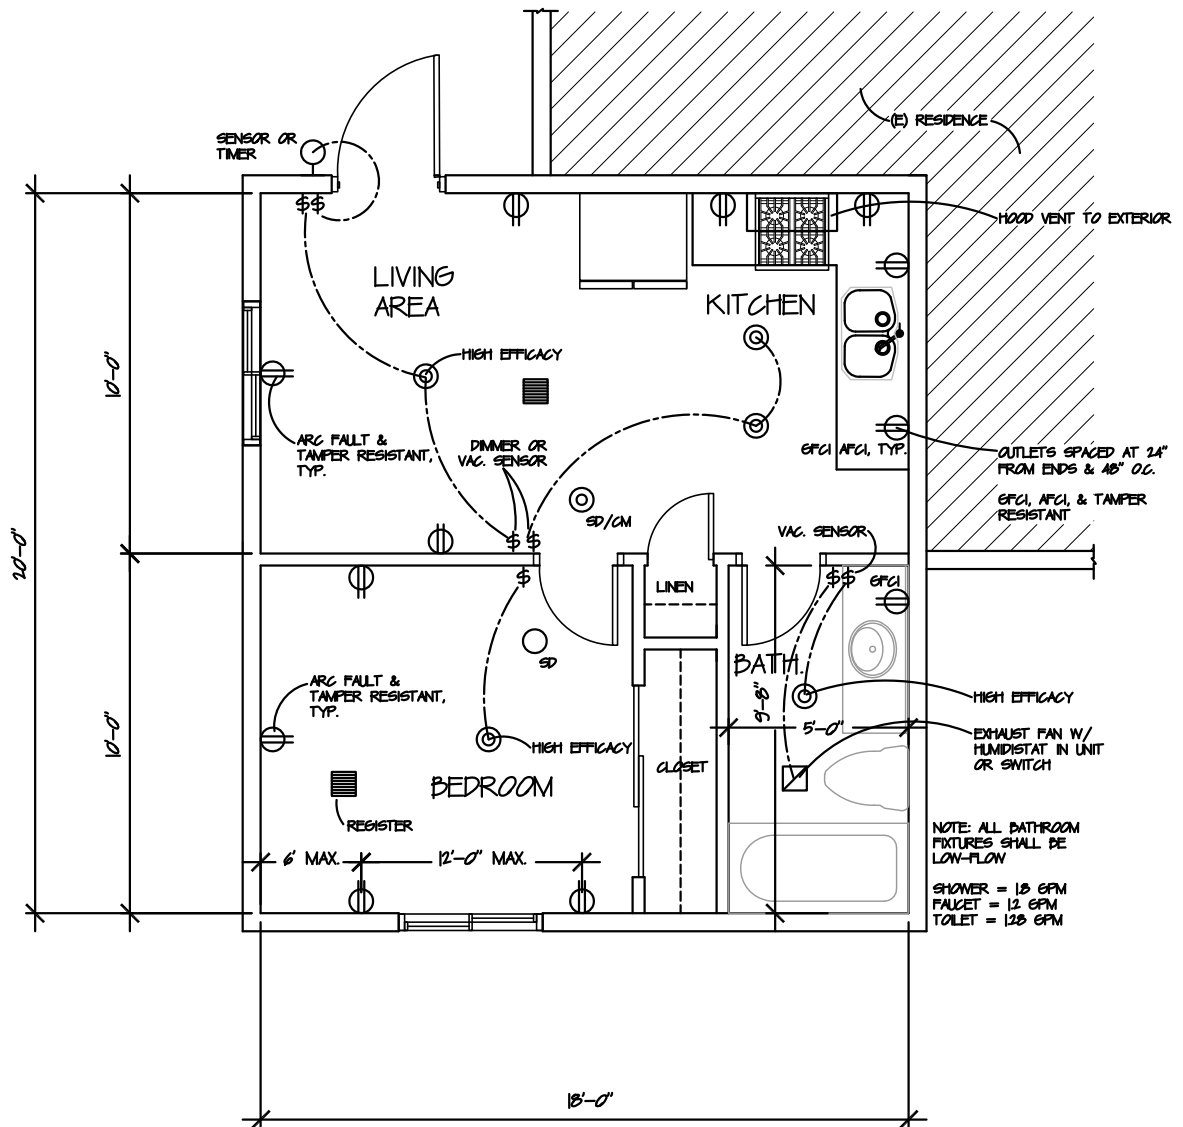 (E) RESIDENCE
SENSOR OR
TIMER
$$
HOOD VENT TO EXTERIOR
LIVING
AREA
KITCHEN
HIGH EFFICACY
10'-0"
ARC FAULT &
TAMPER RESISTANT,
TYP.
DIMMER OR
VAC. SENSOR
GFCI AFCI, TYP.
OUTLETS SPACED AT 24"
FROM ENDS & 48" O.C.
GFCI, AFCI, & TAMPER
RESISTANT
SD/CM
$ $
VAC. SENSOR
20'-0"
$
LINEN
$$
GFCI
SD
BATH.
ARC FAULT &
TAMPER RESISTANT,
TYP.
HIGH EFFICACY
9'-8"
5'-0"
10'-0"
HIGH EFFICACY
EXHAUST FAN W/
HUMIDISTAT IN UNIT
OR SWITCH
CLOSET
BEDROOM
REGISTER
6' MAX.
12'-0" MAX.
NOTE: ALL BATHROOM
FIXTURES SHALL BE
LOW-FLOW
SHOWER = 1.8 GPM
FAUCET = 1.2 GPM
TOILET = 1.28 GPM
18'-0"